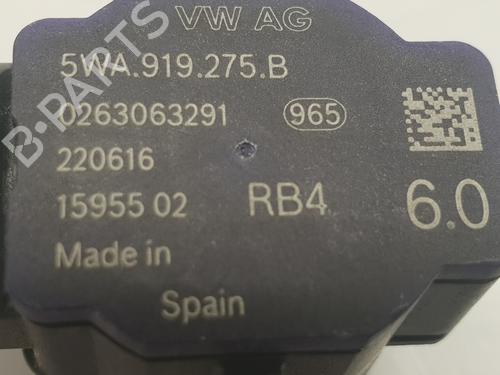 VW AG
5WA.919.275.B
0263063291 965
220616
15955 02 RB4 6.0
Made in
Spain
B-PARTS